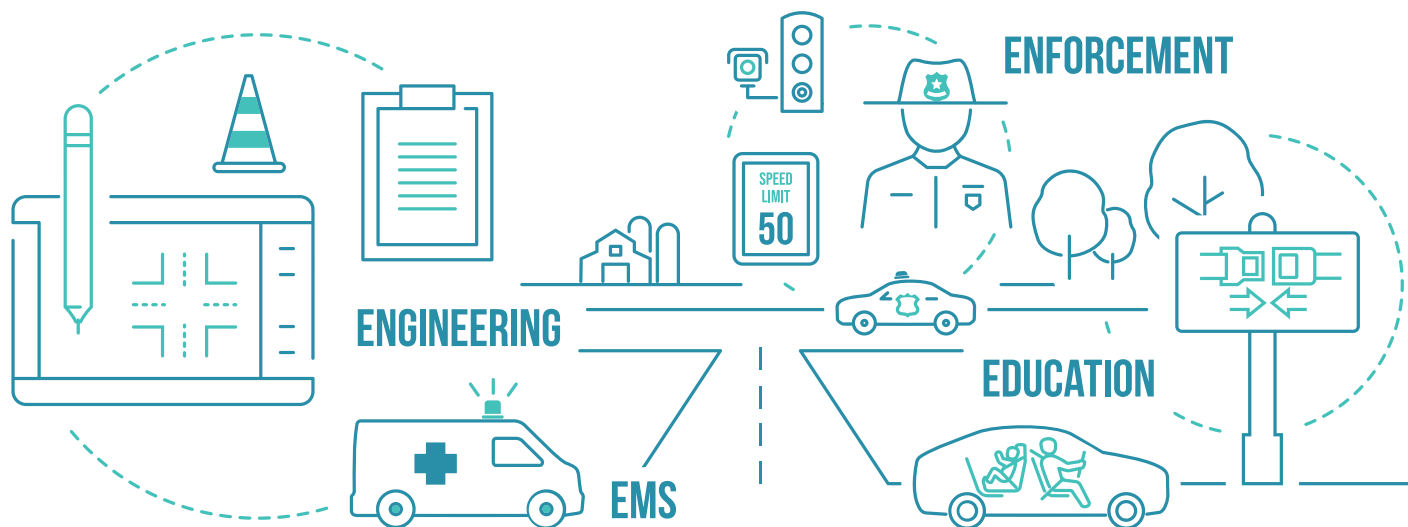 ENFORCEMENT
SPEED
LIMIT
50
ENGINEERING
EDUCATION
EMS